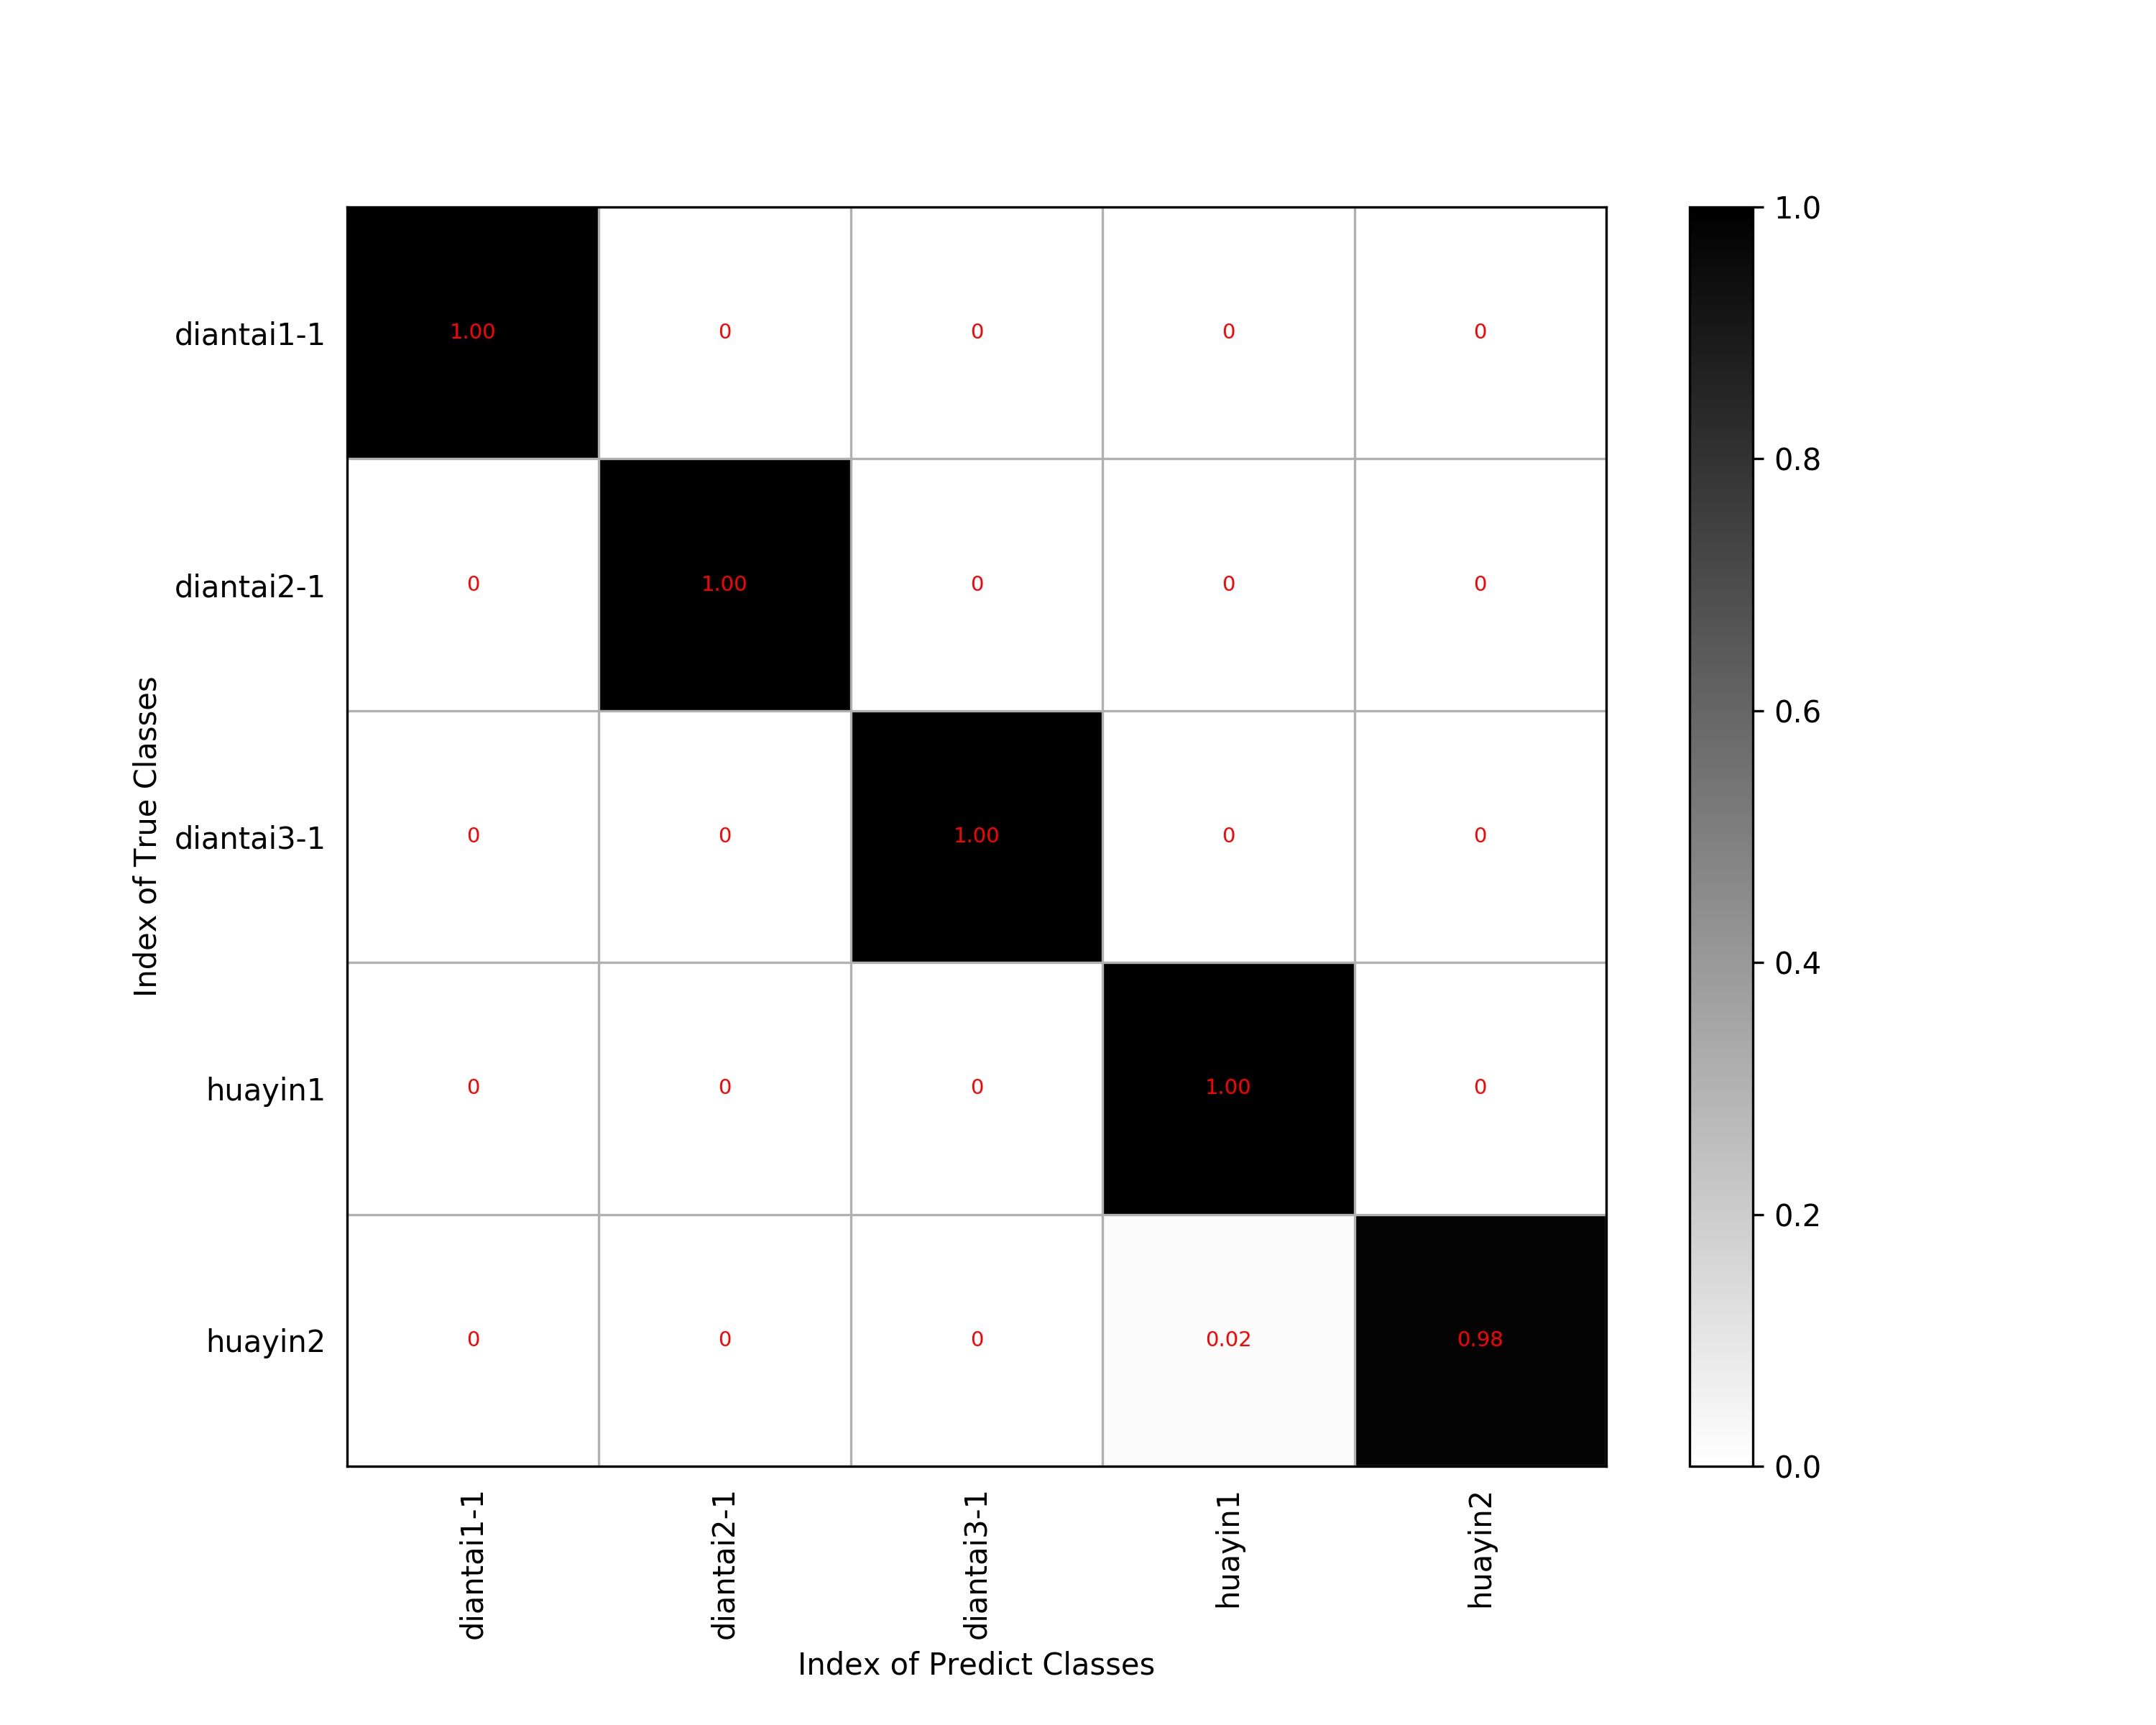 diantai1-1 1.00 0 0 0 0
diantai2-1 0 1.00 0 0 0
diantai3-1 0 0 1.00 0 0
huayin1 0 0 0 1.00 0
huayin2 0 0 0 0.02 0.98
diantai1-1 diantai2-1 diantai3-1 huayin1 huayin2
Index of Predict Classes
Index of True Classes
1.0
0.8
0.6
0.4
0.2
0.0